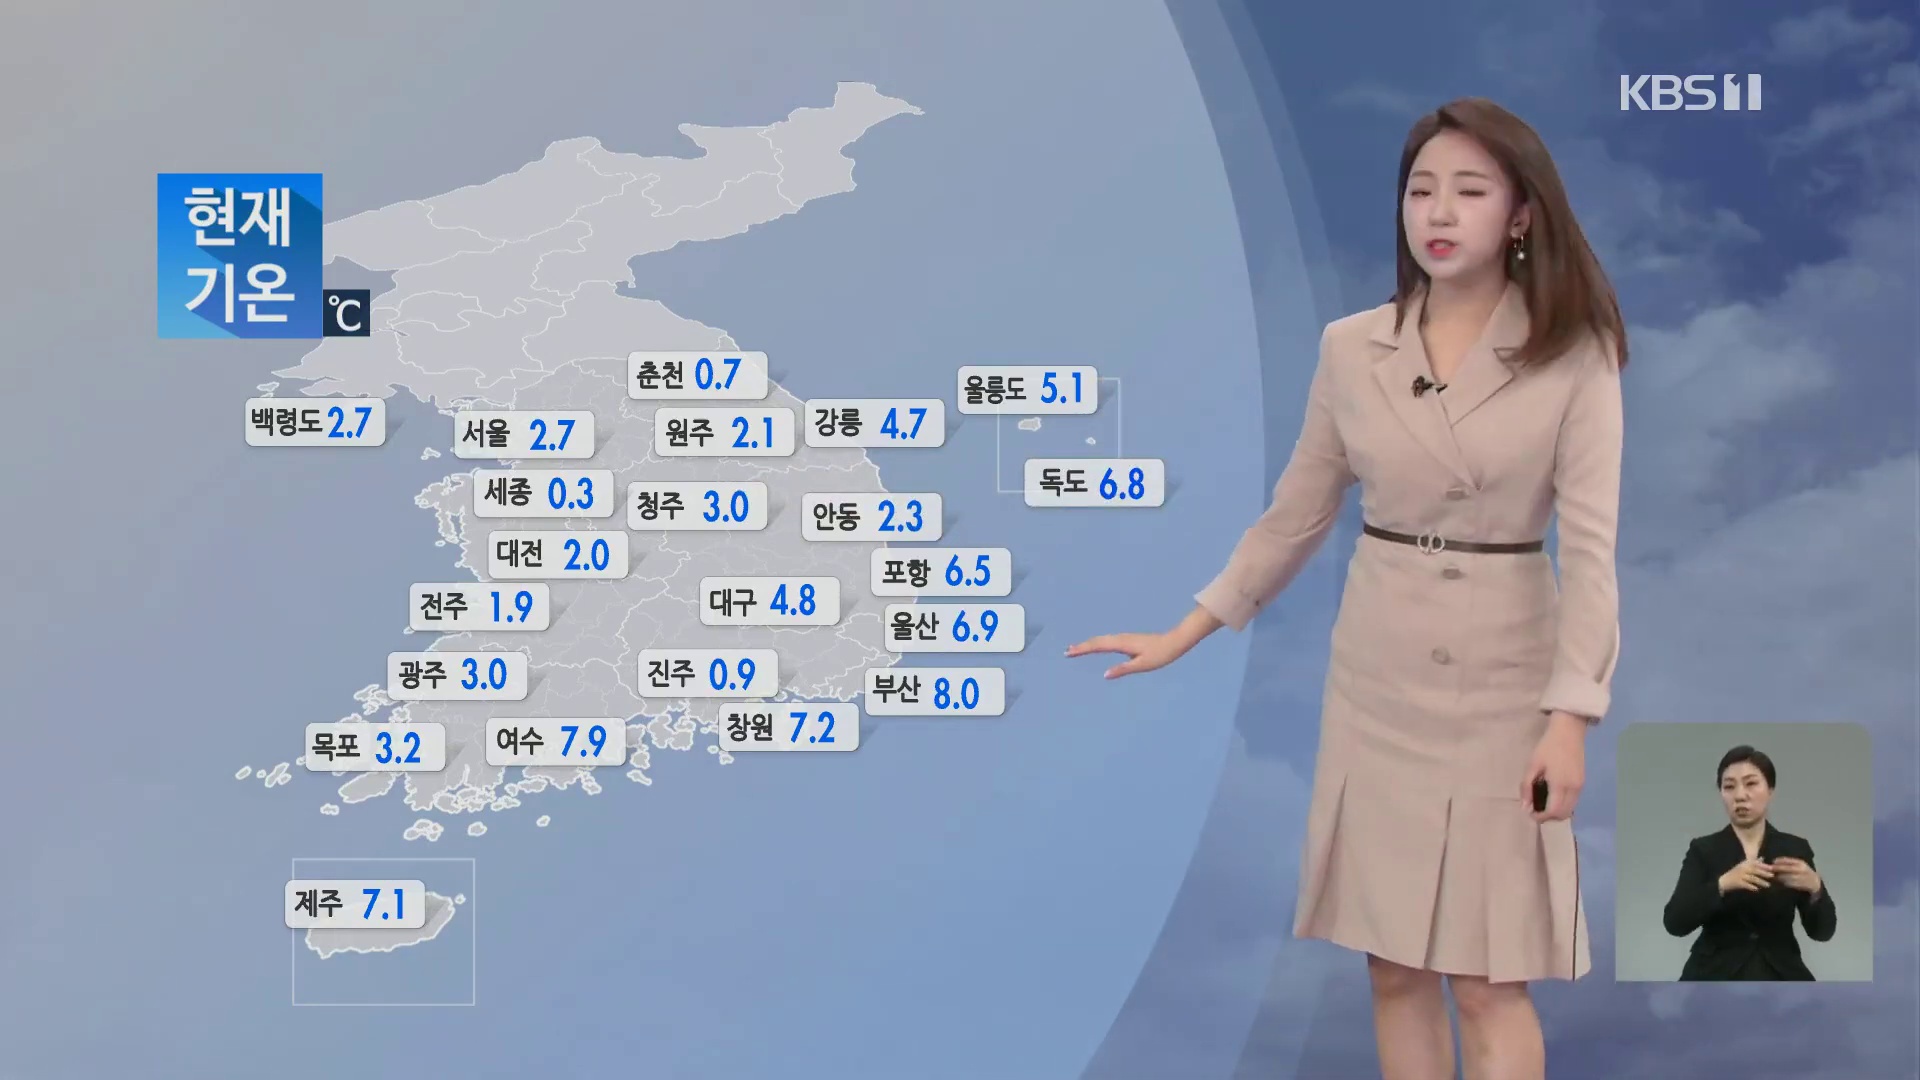 KBS 1
현재
기온
℃
춘천 0.7
울릉도 5.1
백령도 2.7
서울 2.7
원주 2.1
강릉 4.7
독도 6.8
세종 0.3
청주 3.0
안동 2.3
대전 2.0
포항 6.5
전주 1.9
대구 4.8
울산 6.9
광주 3.0
진주 0.9
부산 8.0
목포 3.2
여수 7.9
창원 7.2
제주 7.1